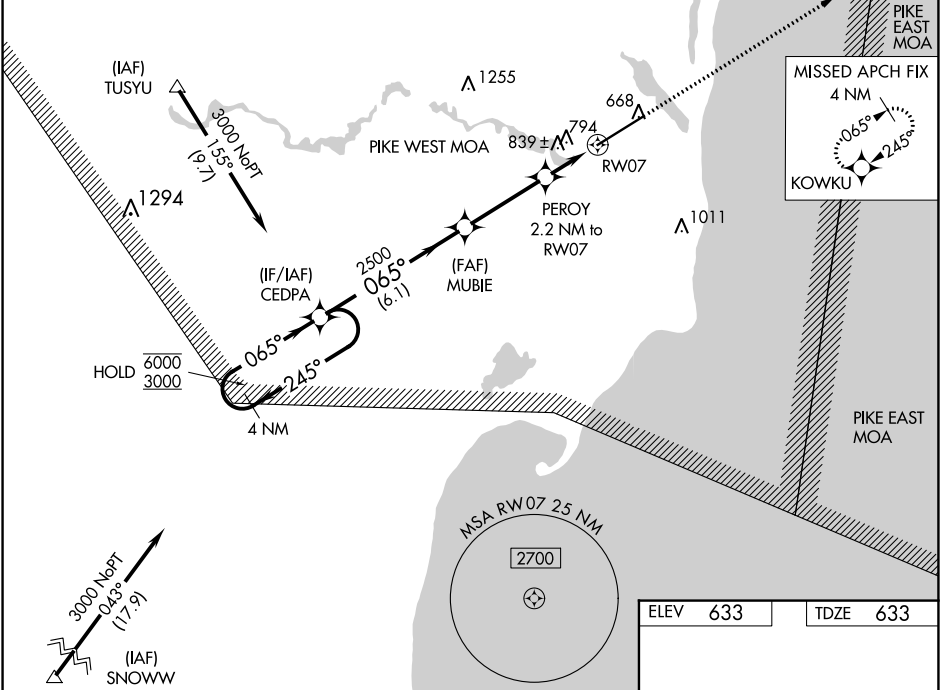 PIKE
EAST
MOA
(IAF)
TUSYU
3000 NoPT
155°
(9.7)
1255
MISSED APCH FIX
4 NM
065°
245°
KOWKU
668
794
839 ±
PIKE WEST MOA
RW07
1294
PEROY
2.2 NM to
RW07
1011
(FAF)
MUBIE
2500
065°
(6.1)
(IF/IAF)
CEDPA
065°
245°
HOLD
6000
3000
4 NM
PIKE EAST
MOA
MSA RW07 25 NM
2700
3000 NoPT
043°
(17.9)
(IAF)
SNOWW
ELEV 633
TDZE 633